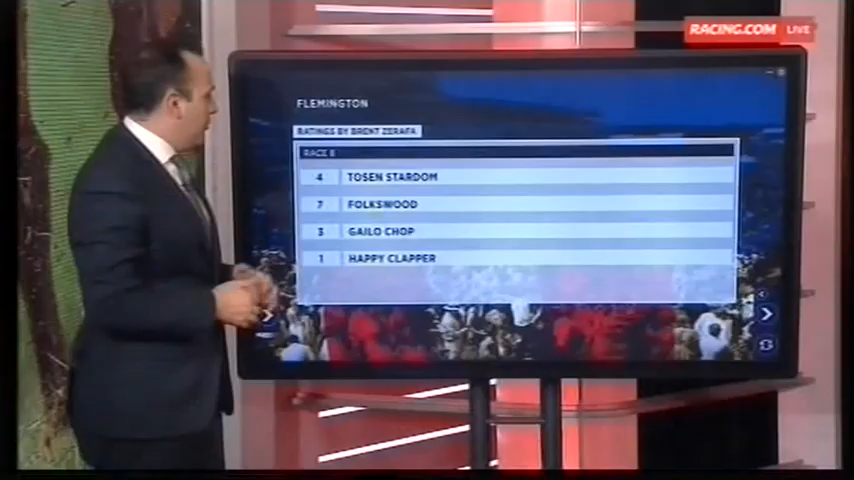 RACING.COM LIVE
FLEMINGTON
RATINGS BY BRENT ZERAFA
RACE 8
4 TOSEN STARDOM
7 FOLKSWOOD
3 GAILO CHOP
1 HAPPY CLAPPER